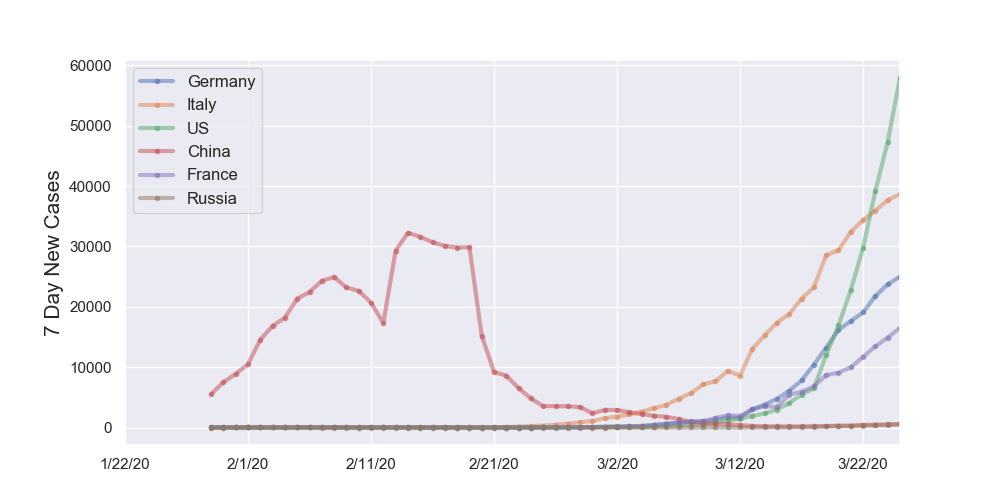 60000
50000
40000
30000
20000
10000
0
7 Day New Cases
Germany
Italy
US
China
France
Russia
1/22/20 2/1/20 2/11/20 2/21/20 3/2/20 3/12/20 3/22/20